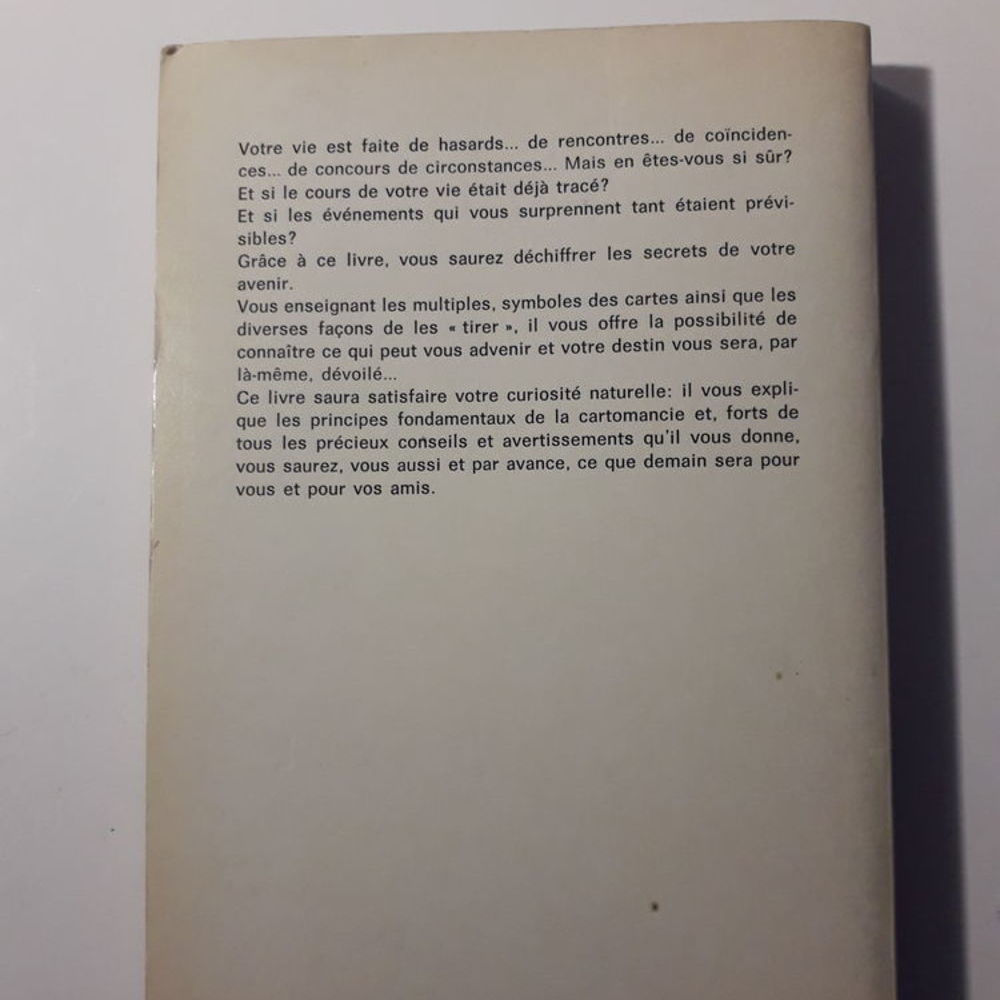 Votre vie est faite de hasards... de rencontres... de coïnciden-
ces... de concours de circonstances... Mais en êtes-vous si sûr?
Et si le cours de votre vie était déjà tracé?
Et si les événements qui vous surprennent tant étaient prévi-
sibles?
Grâce à ce livre, vous saurez déchiffrer les secrets de votre
avenir.
Vous enseignant les multiples, symboles des cartes ainsi que les
diverses façons de les « tirer », il vous offre la possibilité de
connaître ce qui peut vous advenir et votre destin vous sera, par
là-même, dévoilé...
Ce livre saura satisfaire votre curiosité naturelle: il vous expli-
que les principes fondamentaux de la cartomancie et, forts de
tous les précieux conseils et avertissements qu'il vous donne,
vous saurez, vous aussi et par avance, ce que demain sera pour
vous et pour vos amis.